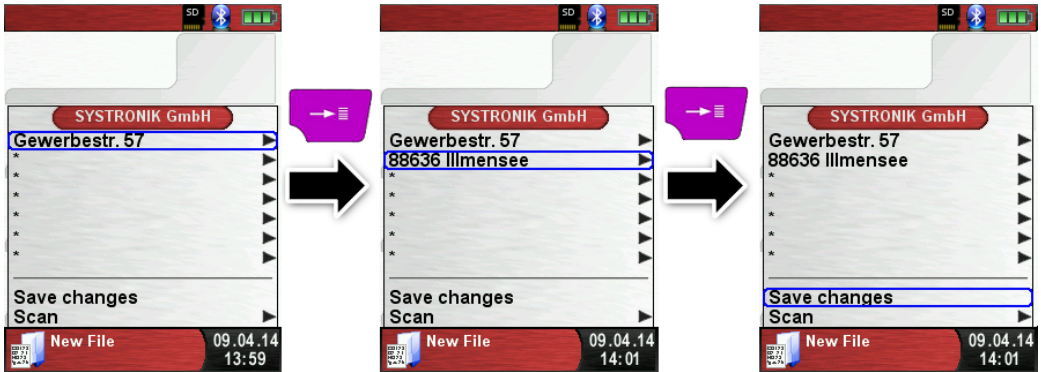 SD
SYSTRONIK GmbH
Gewerbestr. 57
*
*
*
*
*
*
Save changes
Scan
New File
09.04.14
13:59
SD
SYSTRONIK GmbH
Gewerbestr. 57
88636 Illmensee
*
*
*
*
*
Save changes
Scan
New File
09.04.14
14:01
SD
SYSTRONIK GmbH
Gewerbestr. 57
88636 Illmensee
*
*
*
*
*
Save changes
Scan
New File
09.04.14
14:01